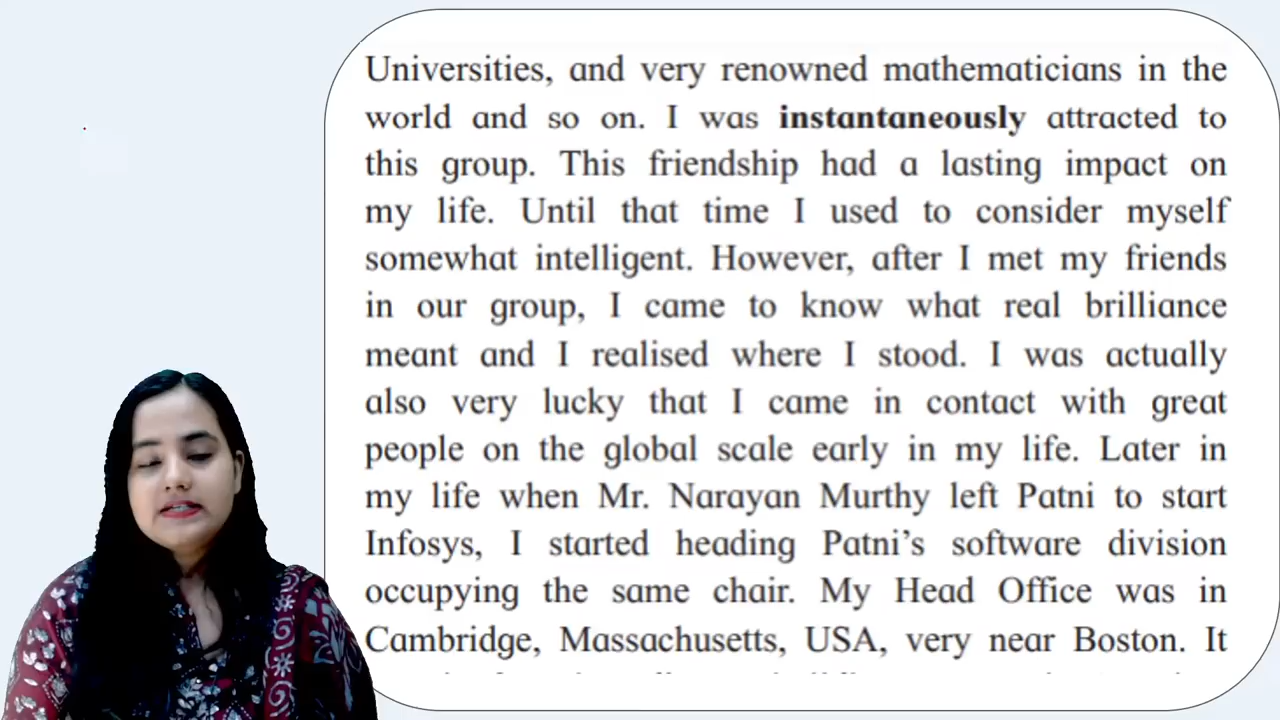 Universities, and very renowned mathematicians in the
world and so on. I was instantaneously attracted to
this group. This friendship had a lasting impact on
my life. Until that time I used to consider myself
somewhat intelligent. However, after I met my friends
in our group, I came to know what real brilliance
meant and I realised where I stood. I was actually
also very lucky that I came in contact with great
people on the global scale early in my life. Later in
my life when Mr. Narayan Murthy left Patni to start
Infosys, I started heading Patni’s software division
occupying the same chair. My Head Office was in
Cambridge, Massachusetts, USA, very near Boston. It